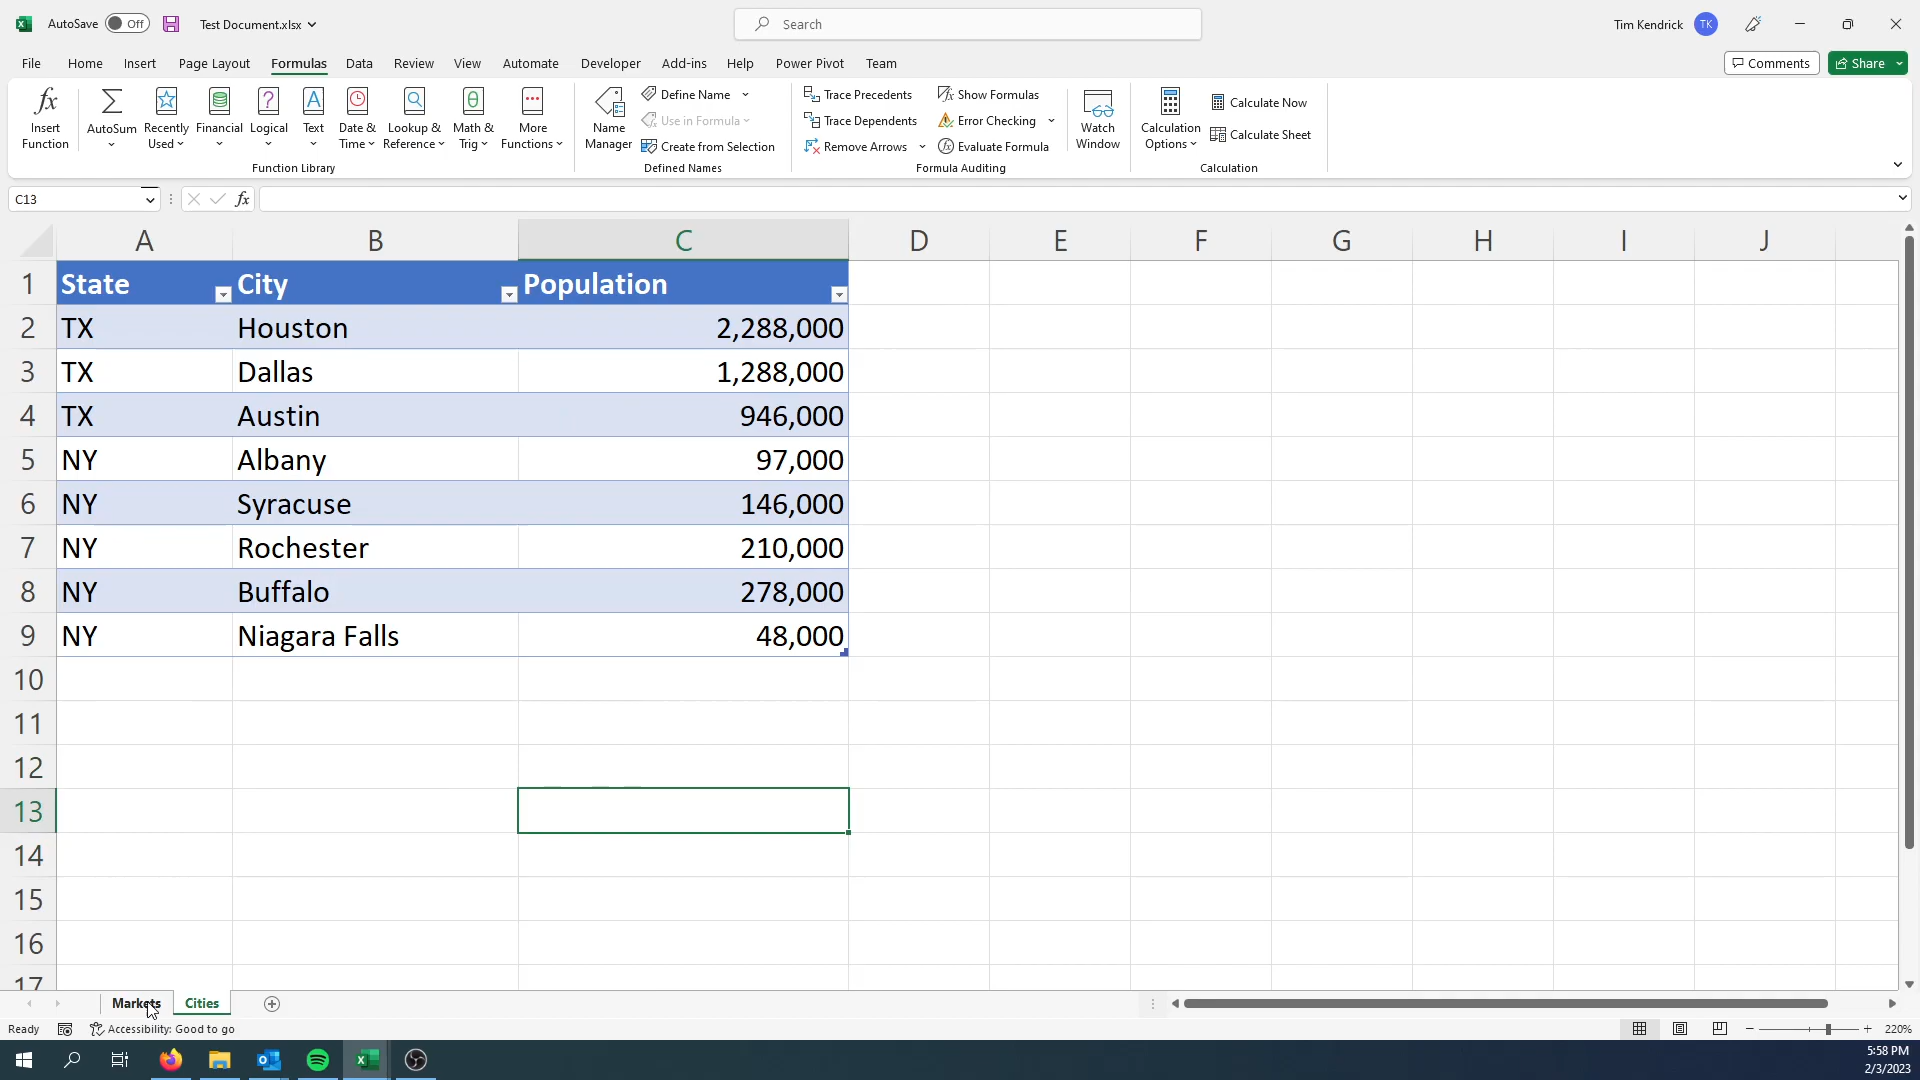 AutoSave Off Test Document.xlsx Search Tim Kendrick TK
File Home Insert Page Layout Formulas Data Review View Automate Developer Add-ins Help Power Pivot Team Comments Share
Insert Function AutoSum Recently Used Financial Logical Text Date & Time Lookup & Reference Math & Trig More Functions
Function Library
Name Manager
Define Name
Use in Formula
Create from Selection
Defined Names
Trace Precedents
Trace Dependents
Remove Arrows
Show Formulas
Error Checking
Evaluate Formula
Formula Auditing
Watch Window
Calculation Options
Calculate Now
Calculate Sheet
Calculation
C13 fx
A B C D E F G H I J
1 State City Population
2 TX Houston 2,288,000
3 TX Dallas 1,288,000
4 TX Austin 946,000
5 NY Albany 97,000
6 NY Syracuse 146,000
7 NY Rochester 210,000
8 NY Buffalo 278,000
9 NY Niagara Falls 48,000
10
11
12
13
14
15
16
17
Markets Cities
Ready Accessibility: Good to go 220%
5:58 PM
2/3/2023